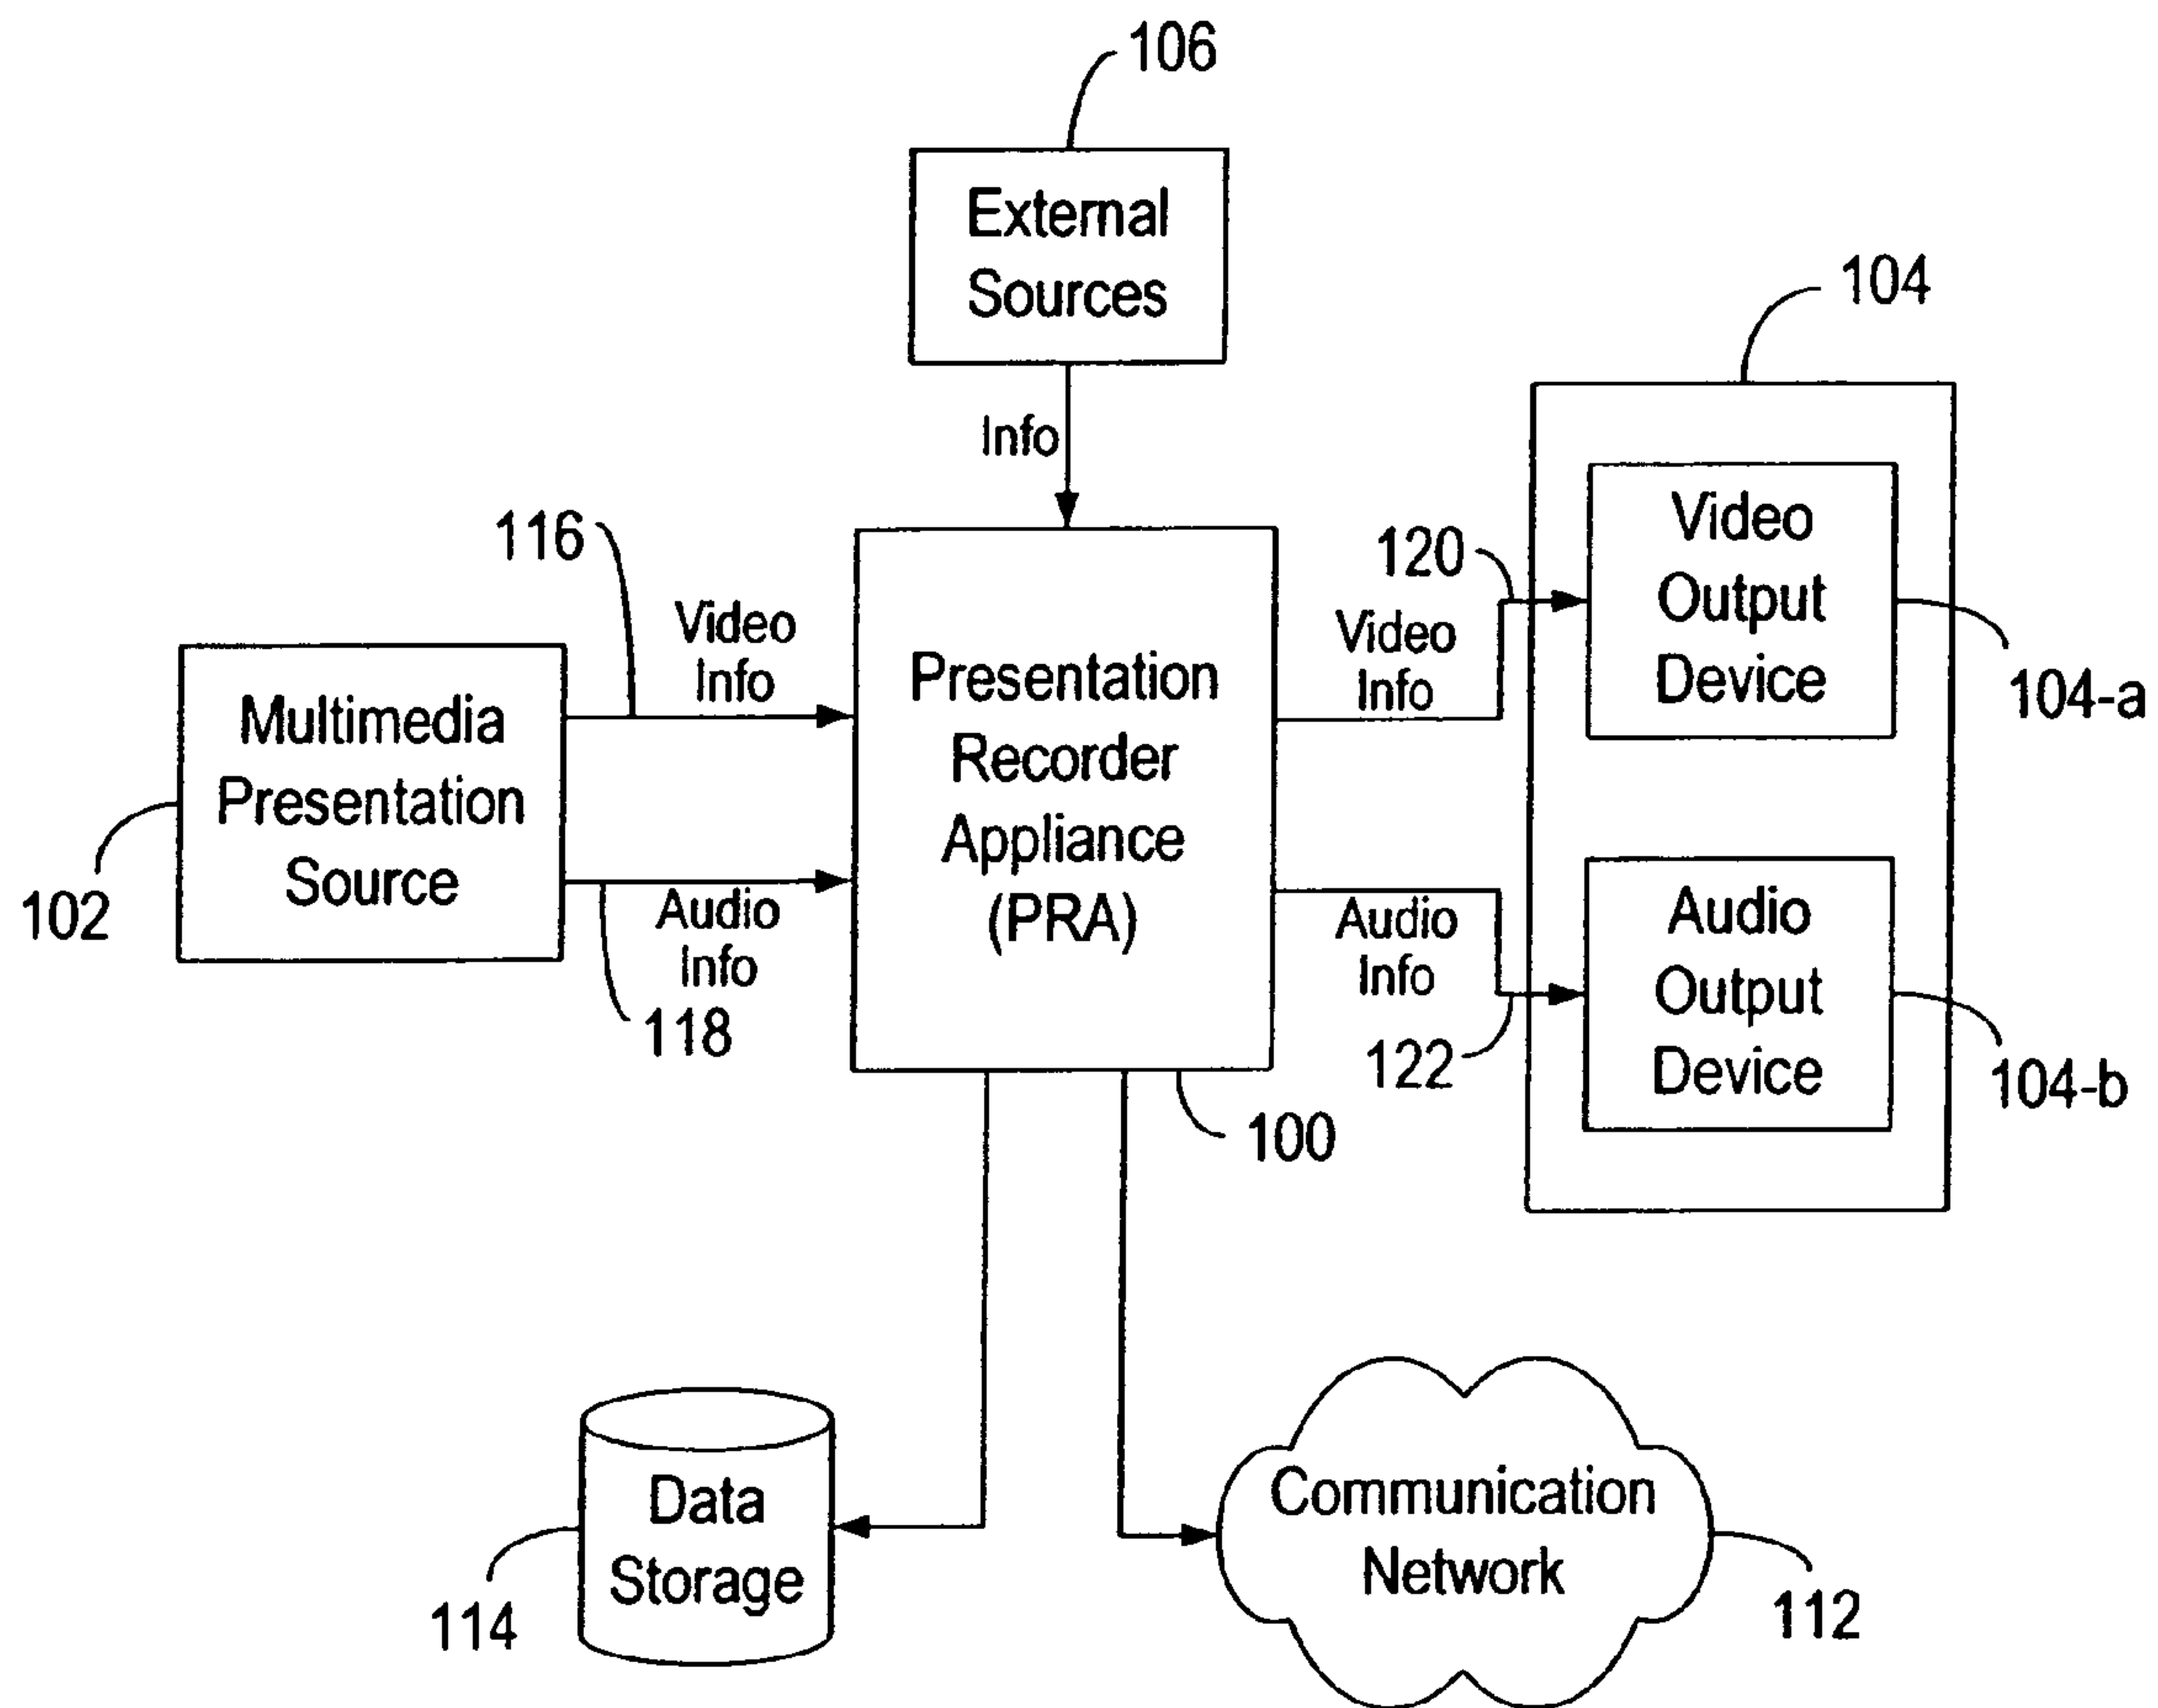 106
External
Sources
Info
104
Video
Output
Device
104-a
Audio
Output
Device
104-b
116
Video
Info
Multimedia
Presentation
Source
102
Audio
Info
118
Presentation
Recorder
Appliance
(PRA)
100
120
Video
Info
Audio
Info
122
Data
Storage
114
Communication
Network
112